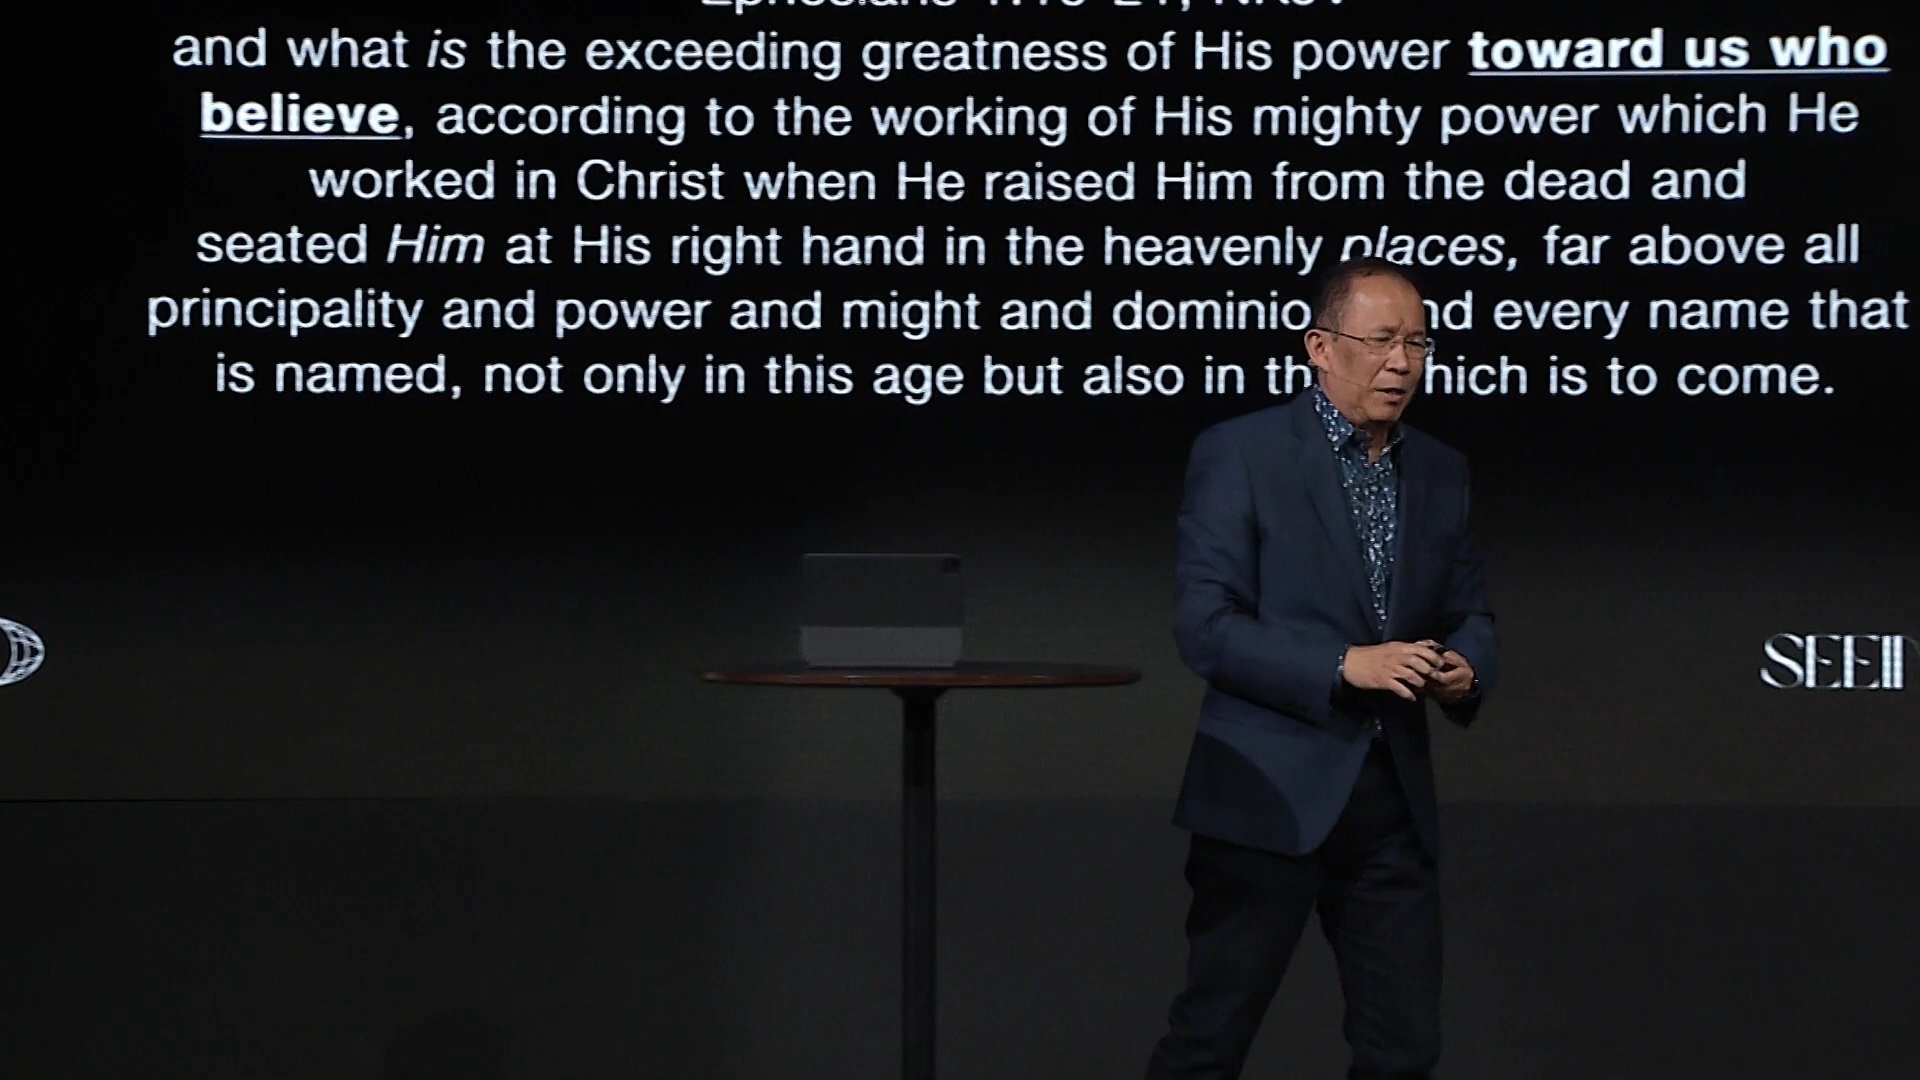 and what is the exceeding greatness of His power toward us who
believe, according to the working of His mighty power which He
worked in Christ when He raised Him from the dead and
seated Him at His right hand in the heavenly places, far above all
principality and power and might and dominio nd every name that
is named, not only in this age but also in th hich is to come.
SEEI